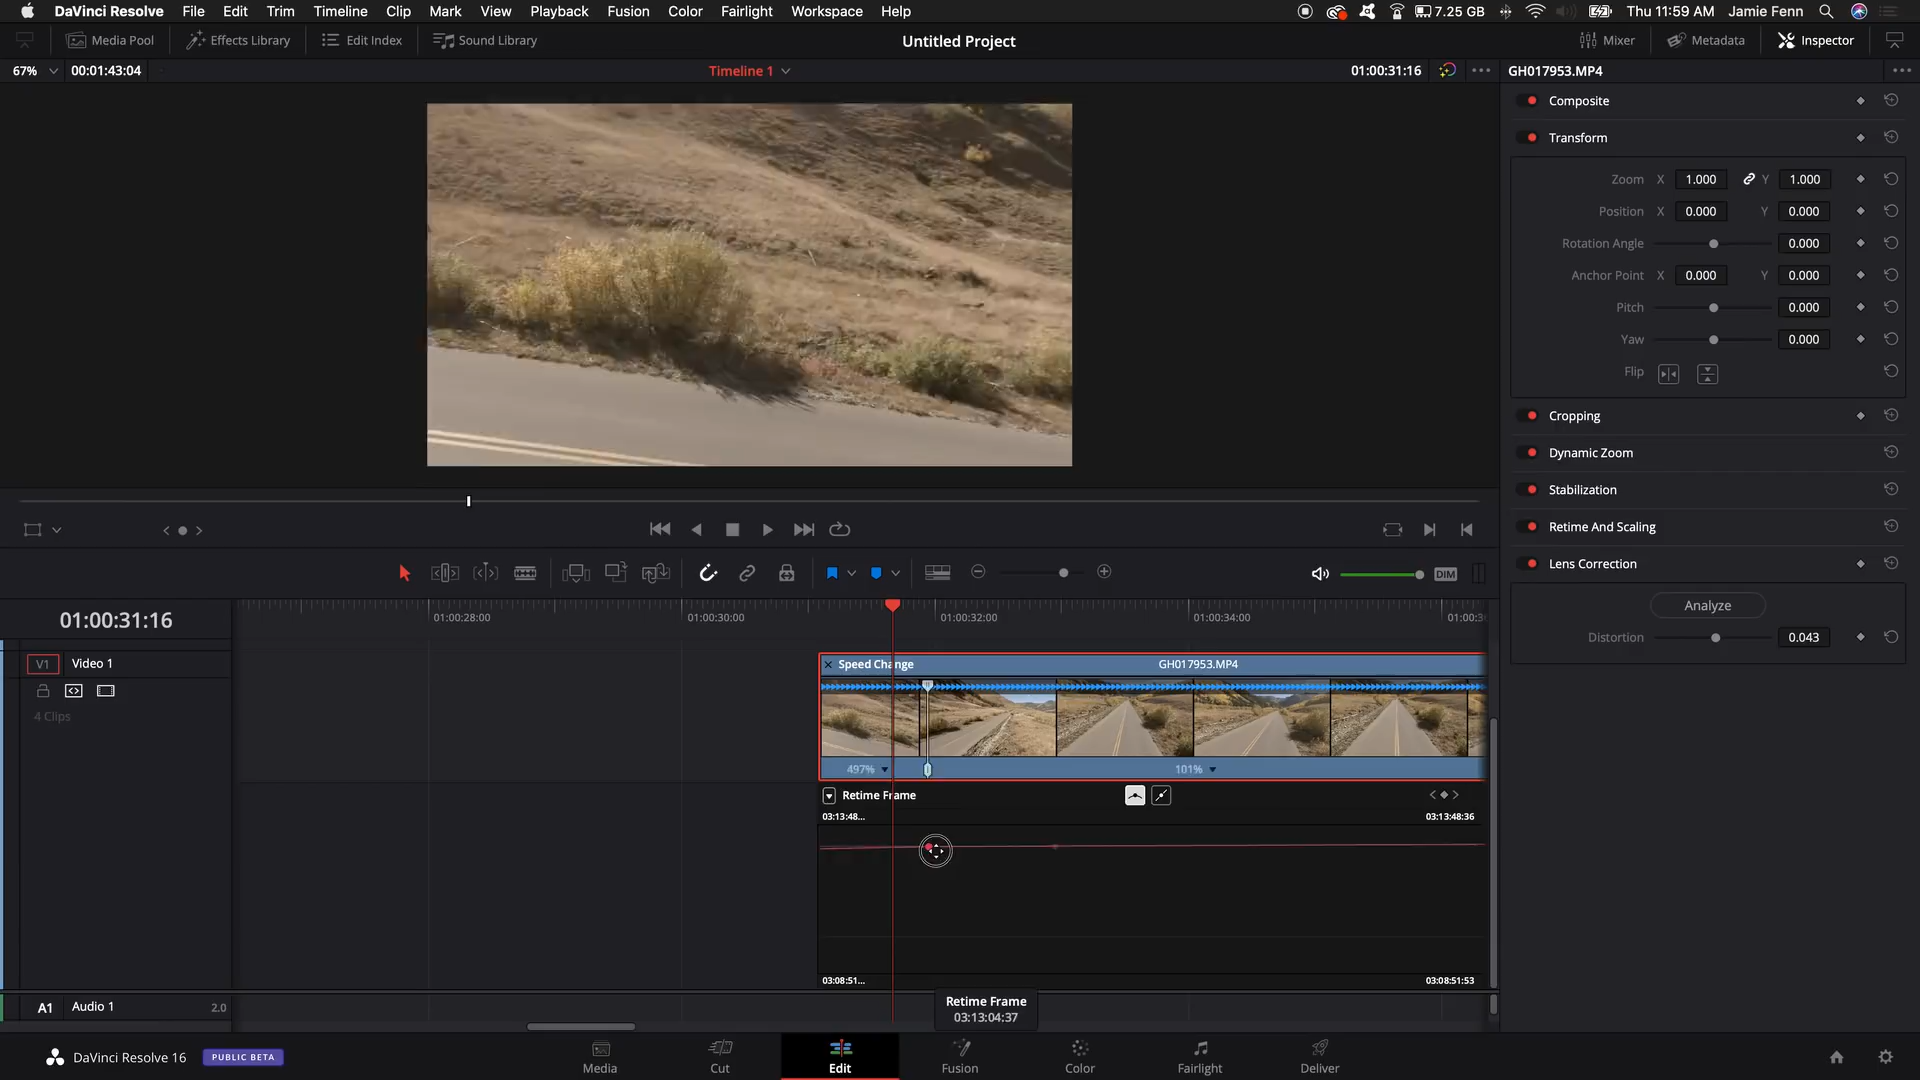 DaVinci Resolve File Edit Trim Timeline Clip Mark View Playback Fusion Color Fairlight Workspace Help 7.25 GB Thu 11:59 AM Jamie Fenn
Media Pool Effects Library Edit Index Sound Library Untitled Project Mixer Metadata Inspector
67% 00:01:43:04 Timeline 1 01:00:31:16 GH017953.MP4
Composite
Transform
Zoom X 1.000 Y 1.000
Position X 0.000 Y 0.000
Rotation Angle 0.000
Anchor Point X 0.000 Y 0.000
Pitch 0.000
Yaw 0.000
Flip
Cropping
Dynamic Zoom
Stabilization
Retime And Scaling
Lens Correction
Analyze
Distortion 0.043
DIM
01:00:31:16 01:00:28:00 01:00:30:00 01:00:32:00 01:00:34:00
V1 Video 1 Speed Change GH017953.MP4
4 Clips
497% 101%
Retime Frame
03:13:48... 03:13:48:36
03:08:51... 03:08:51:53
A1 Audio 1 2.0
Retime Frame
03:13:04:37
DaVinci Resolve 16 PUBLIC BETA Media Cut Edit Fusion Color Fairlight Deliver